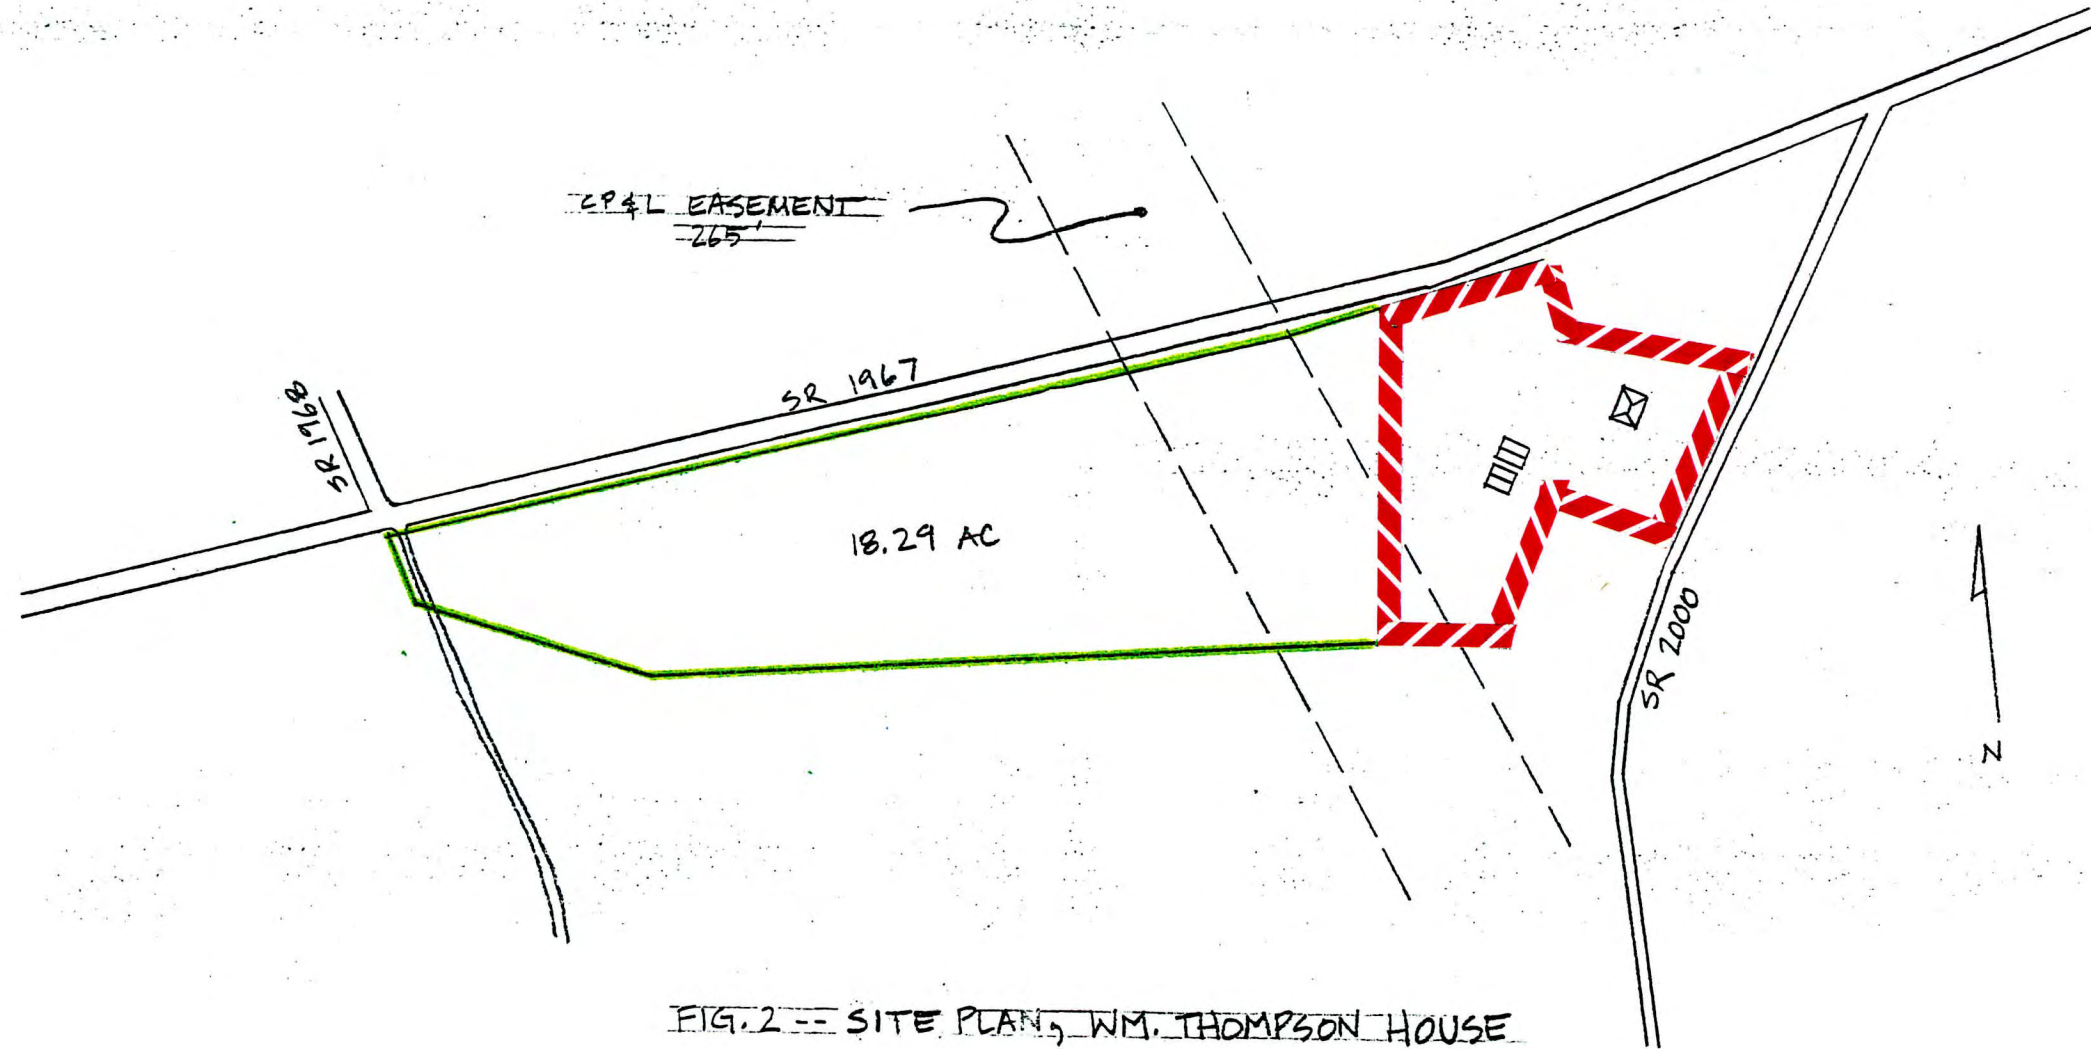 CP&L EASEMENT
265'
SR 1967
SR 1968
18.29 AC
SR 2000
N
FIG. 2 -- SITE PLAN, WM. THOMPSON HOUSE